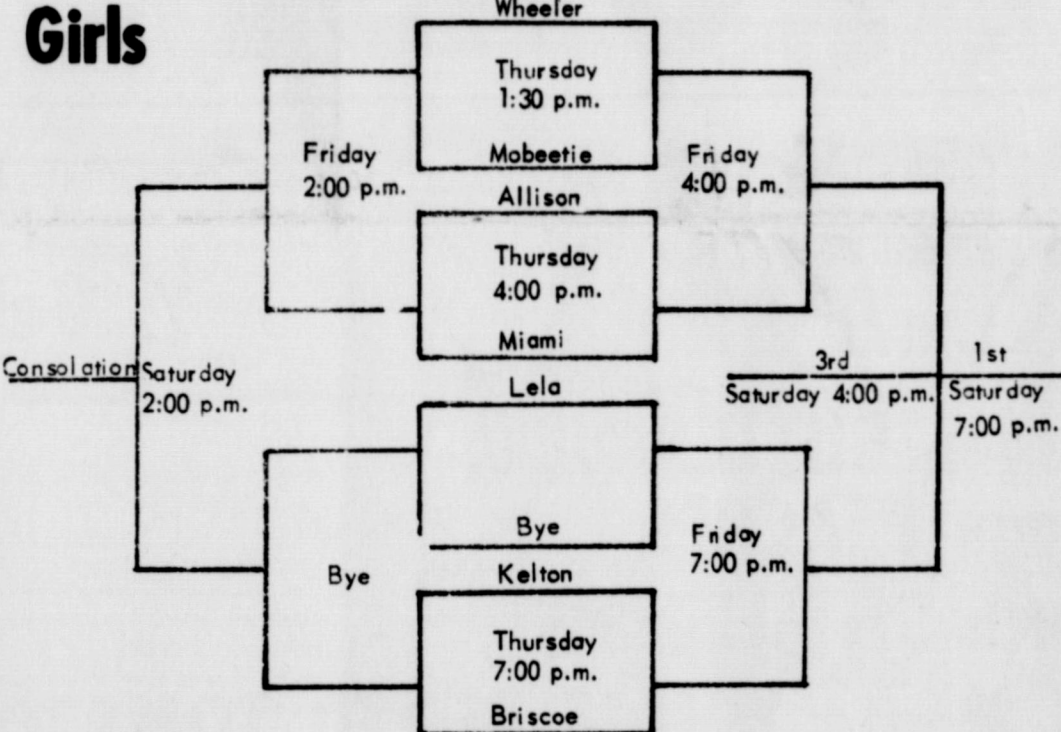 Girls
Wheeler
Thursday
1:30 p.m.
Mobeetie
Friday
2:00 p.m.
Friday
4:00 p.m.
Allison
Thursday
4:00 p.m.
Miami
Consolation
Saturday
2:00 p.m.
3rd
Saturday 4:00 p.m.
1st
Saturday
7:00 p.m.
Lela
Bye
Friday
7:00 p.m.
Bye
Kelton
Thursday
7:00 p.m.
Briscoe